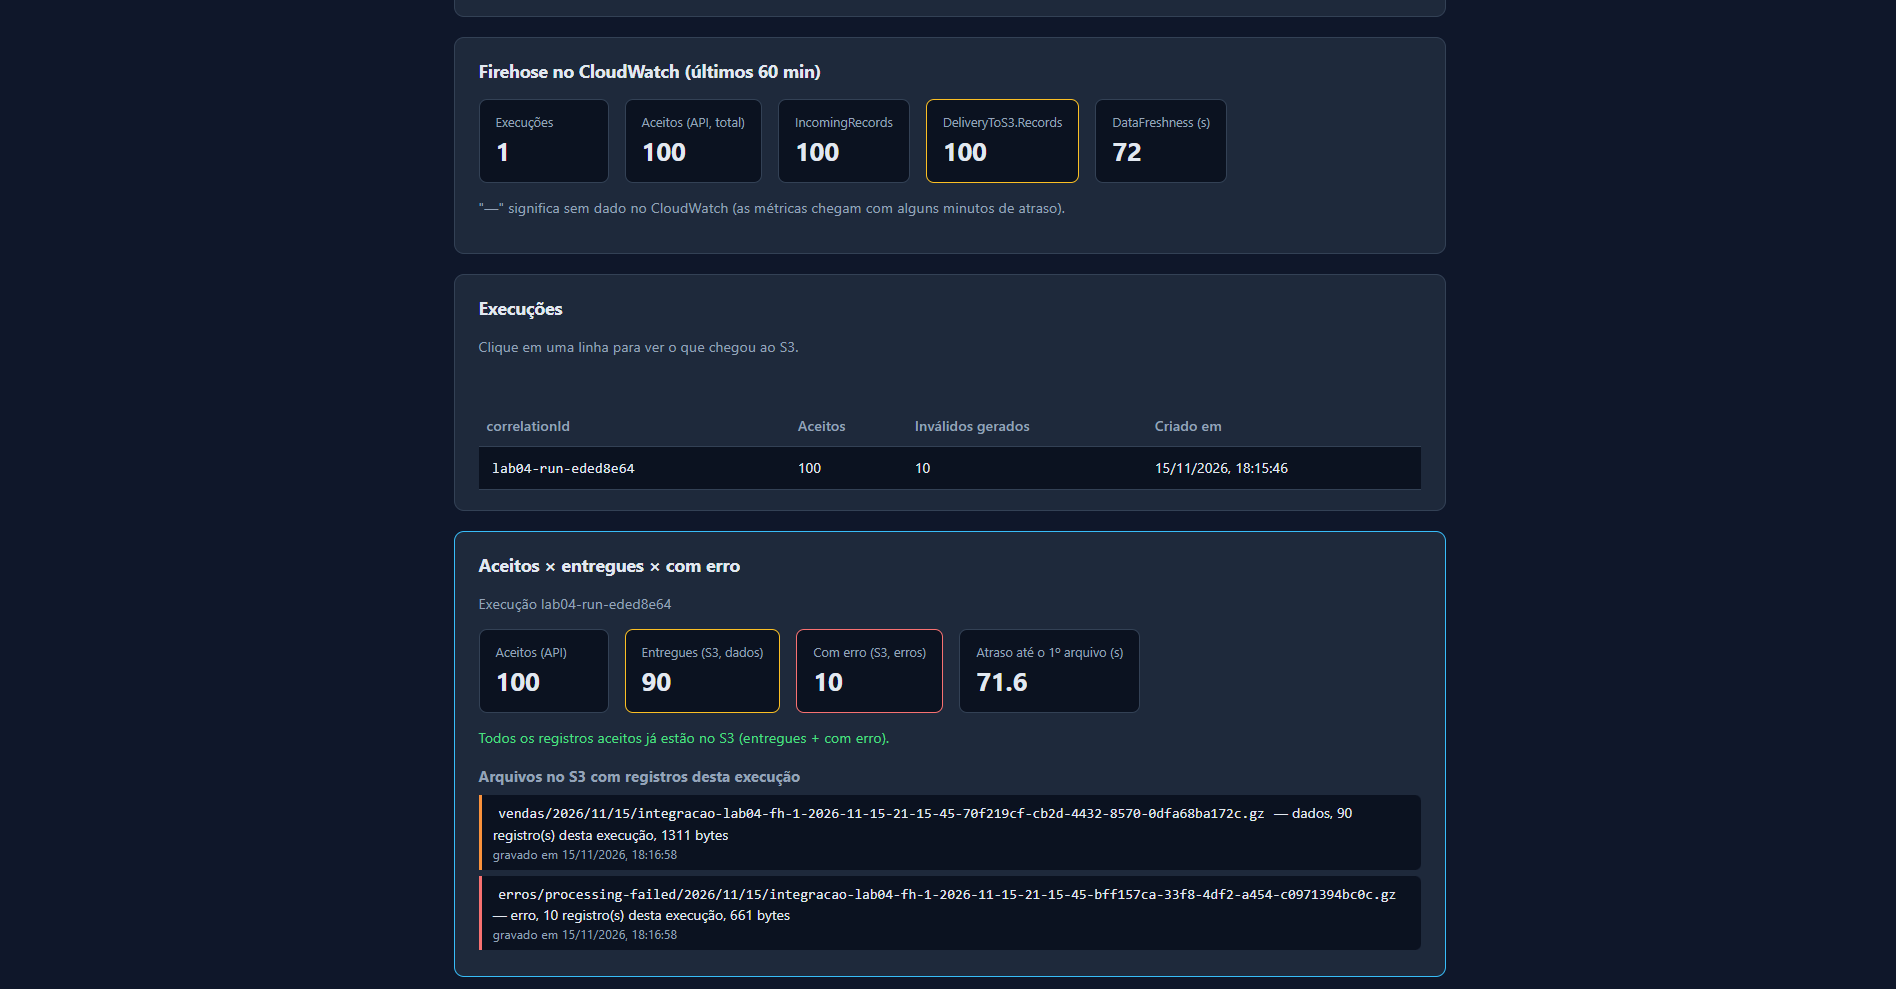 Firehose no CloudWatch (últimos 60 min)
Execuções
1
Aceitos (API, total)
100
IncomingRecords
100
DeliveryToS3.Records
100
DataFreshness (s)
72
"—" significa sem dado no CloudWatch (as métricas chegam com alguns minutos de atraso).
Execuções
Clique em uma linha para ver o que chegou ao S3.
correlationId Aceitos Inválidos gerados Criado em
lab04-run-eded8e64 100 10 15/11/2026, 18:15:46
Aceitos × entregues × com erro
Execução lab04-run-eded8e64
Aceitos (API)
100
Entregues (S3, dados)
90
Com erro (S3, erros)
10
Atraso até o 1º arquivo (s)
71.6
Todos os registros aceitos já estão no S3 (entregues + com erro).
Arquivos no S3 com registros desta execução
vendas/2026/11/15/integracao-lab04-fh-1-2026-11-15-21-15-45-70f219cf-cb2d-4432-8570-0dfa68ba172c.gz — dados, 90
registro(s) desta execução, 1311 bytes
gravado em 15/11/2026, 18:16:58
erros/processing-failed/2026/11/15/integracao-lab04-fh-1-2026-11-15-21-15-45-bff157ca-33f8-4df2-a454-c0971394bc0c.gz
— erro, 10 registro(s) desta execução, 661 bytes
gravado em 15/11/2026, 18:16:58